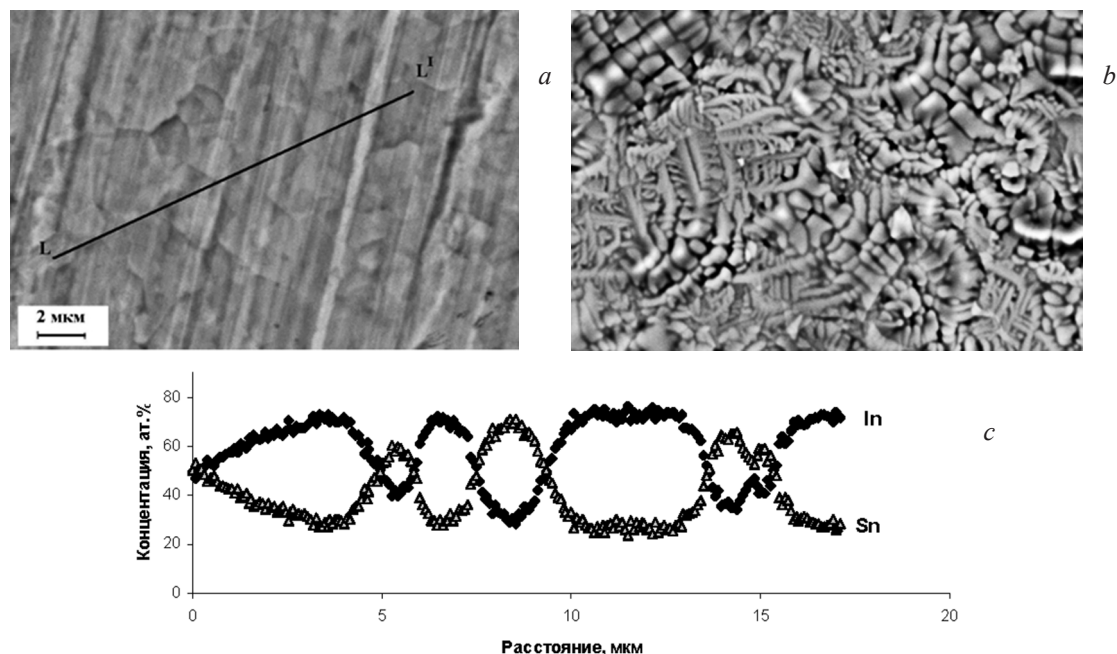 a
b
L
L I
2 мкм
Концентрация, ат.%
80
60
40
20
0
In
Sn
c
0
5
10
15
20
Расстояние, мкм